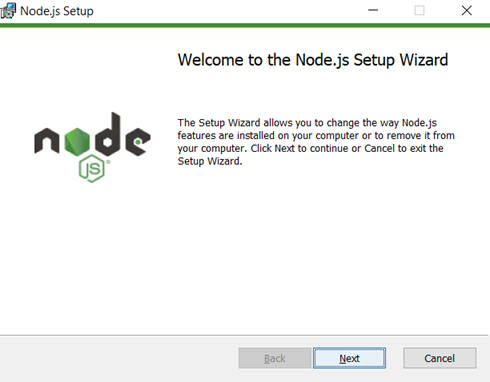 Node.js Setup
Welcome to the Node.js Setup Wizard
The Setup Wizard allows you to change the way Node.js
features are installed on your computer or to remove it from
your computer. Click Next to continue or Cancel to exit the
Setup Wizard.
node
JS
Back
Next
Cancel